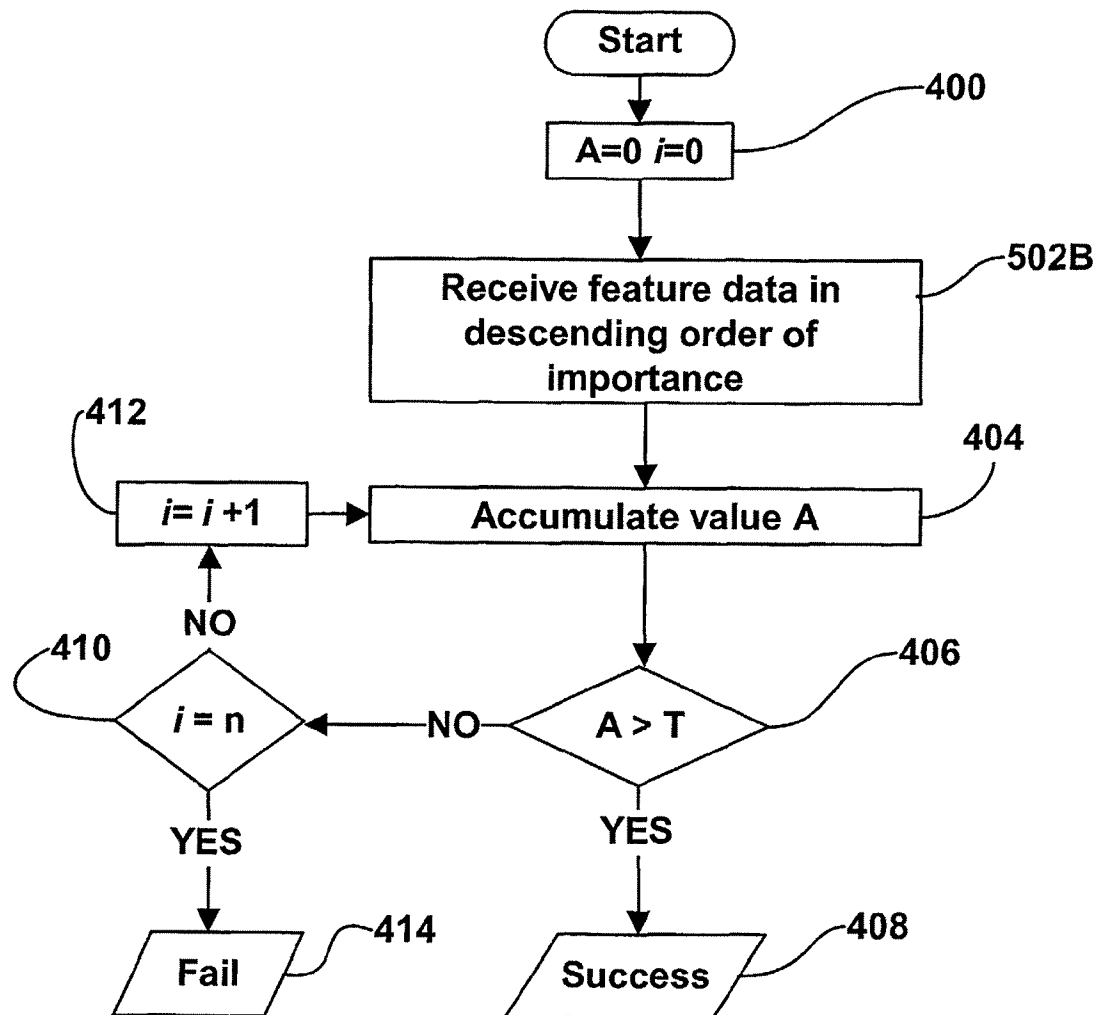 Start
400
A=0 i=0
502B
Receive feature data in
descending order of
importance
412
404
i= i +1
Accumulate value A
NO
410
406
i = n
NO
A > T
YES
YES
414
408
Fail
Success